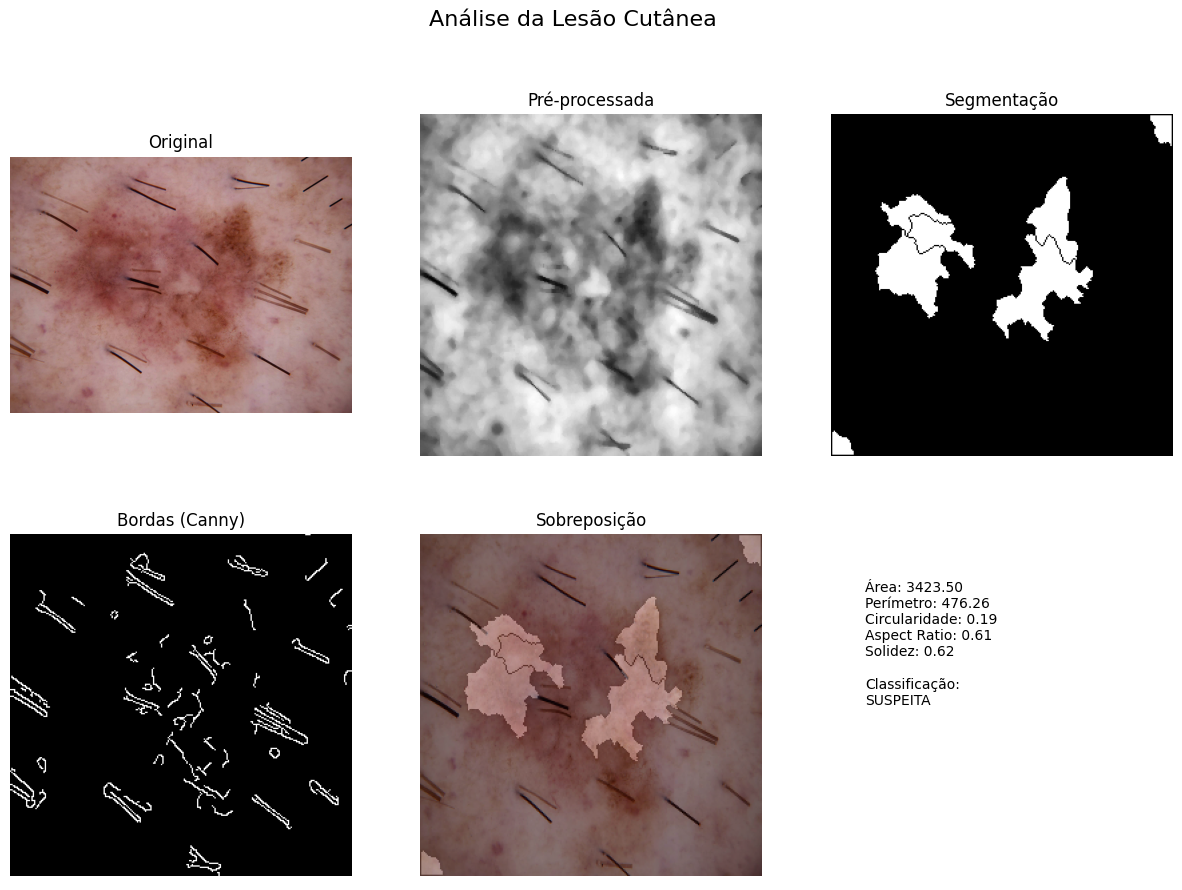 Análise da Lesão Cutânea
Original
Pré-processada
Segmentação
Bordas (Canny)
Sobreposição
Área: 3423.50
Perímetro: 476.26
Circularidade: 0.19
Aspect Ratio: 0.61
Solidez: 0.62
Classificação:
SUSPEITA